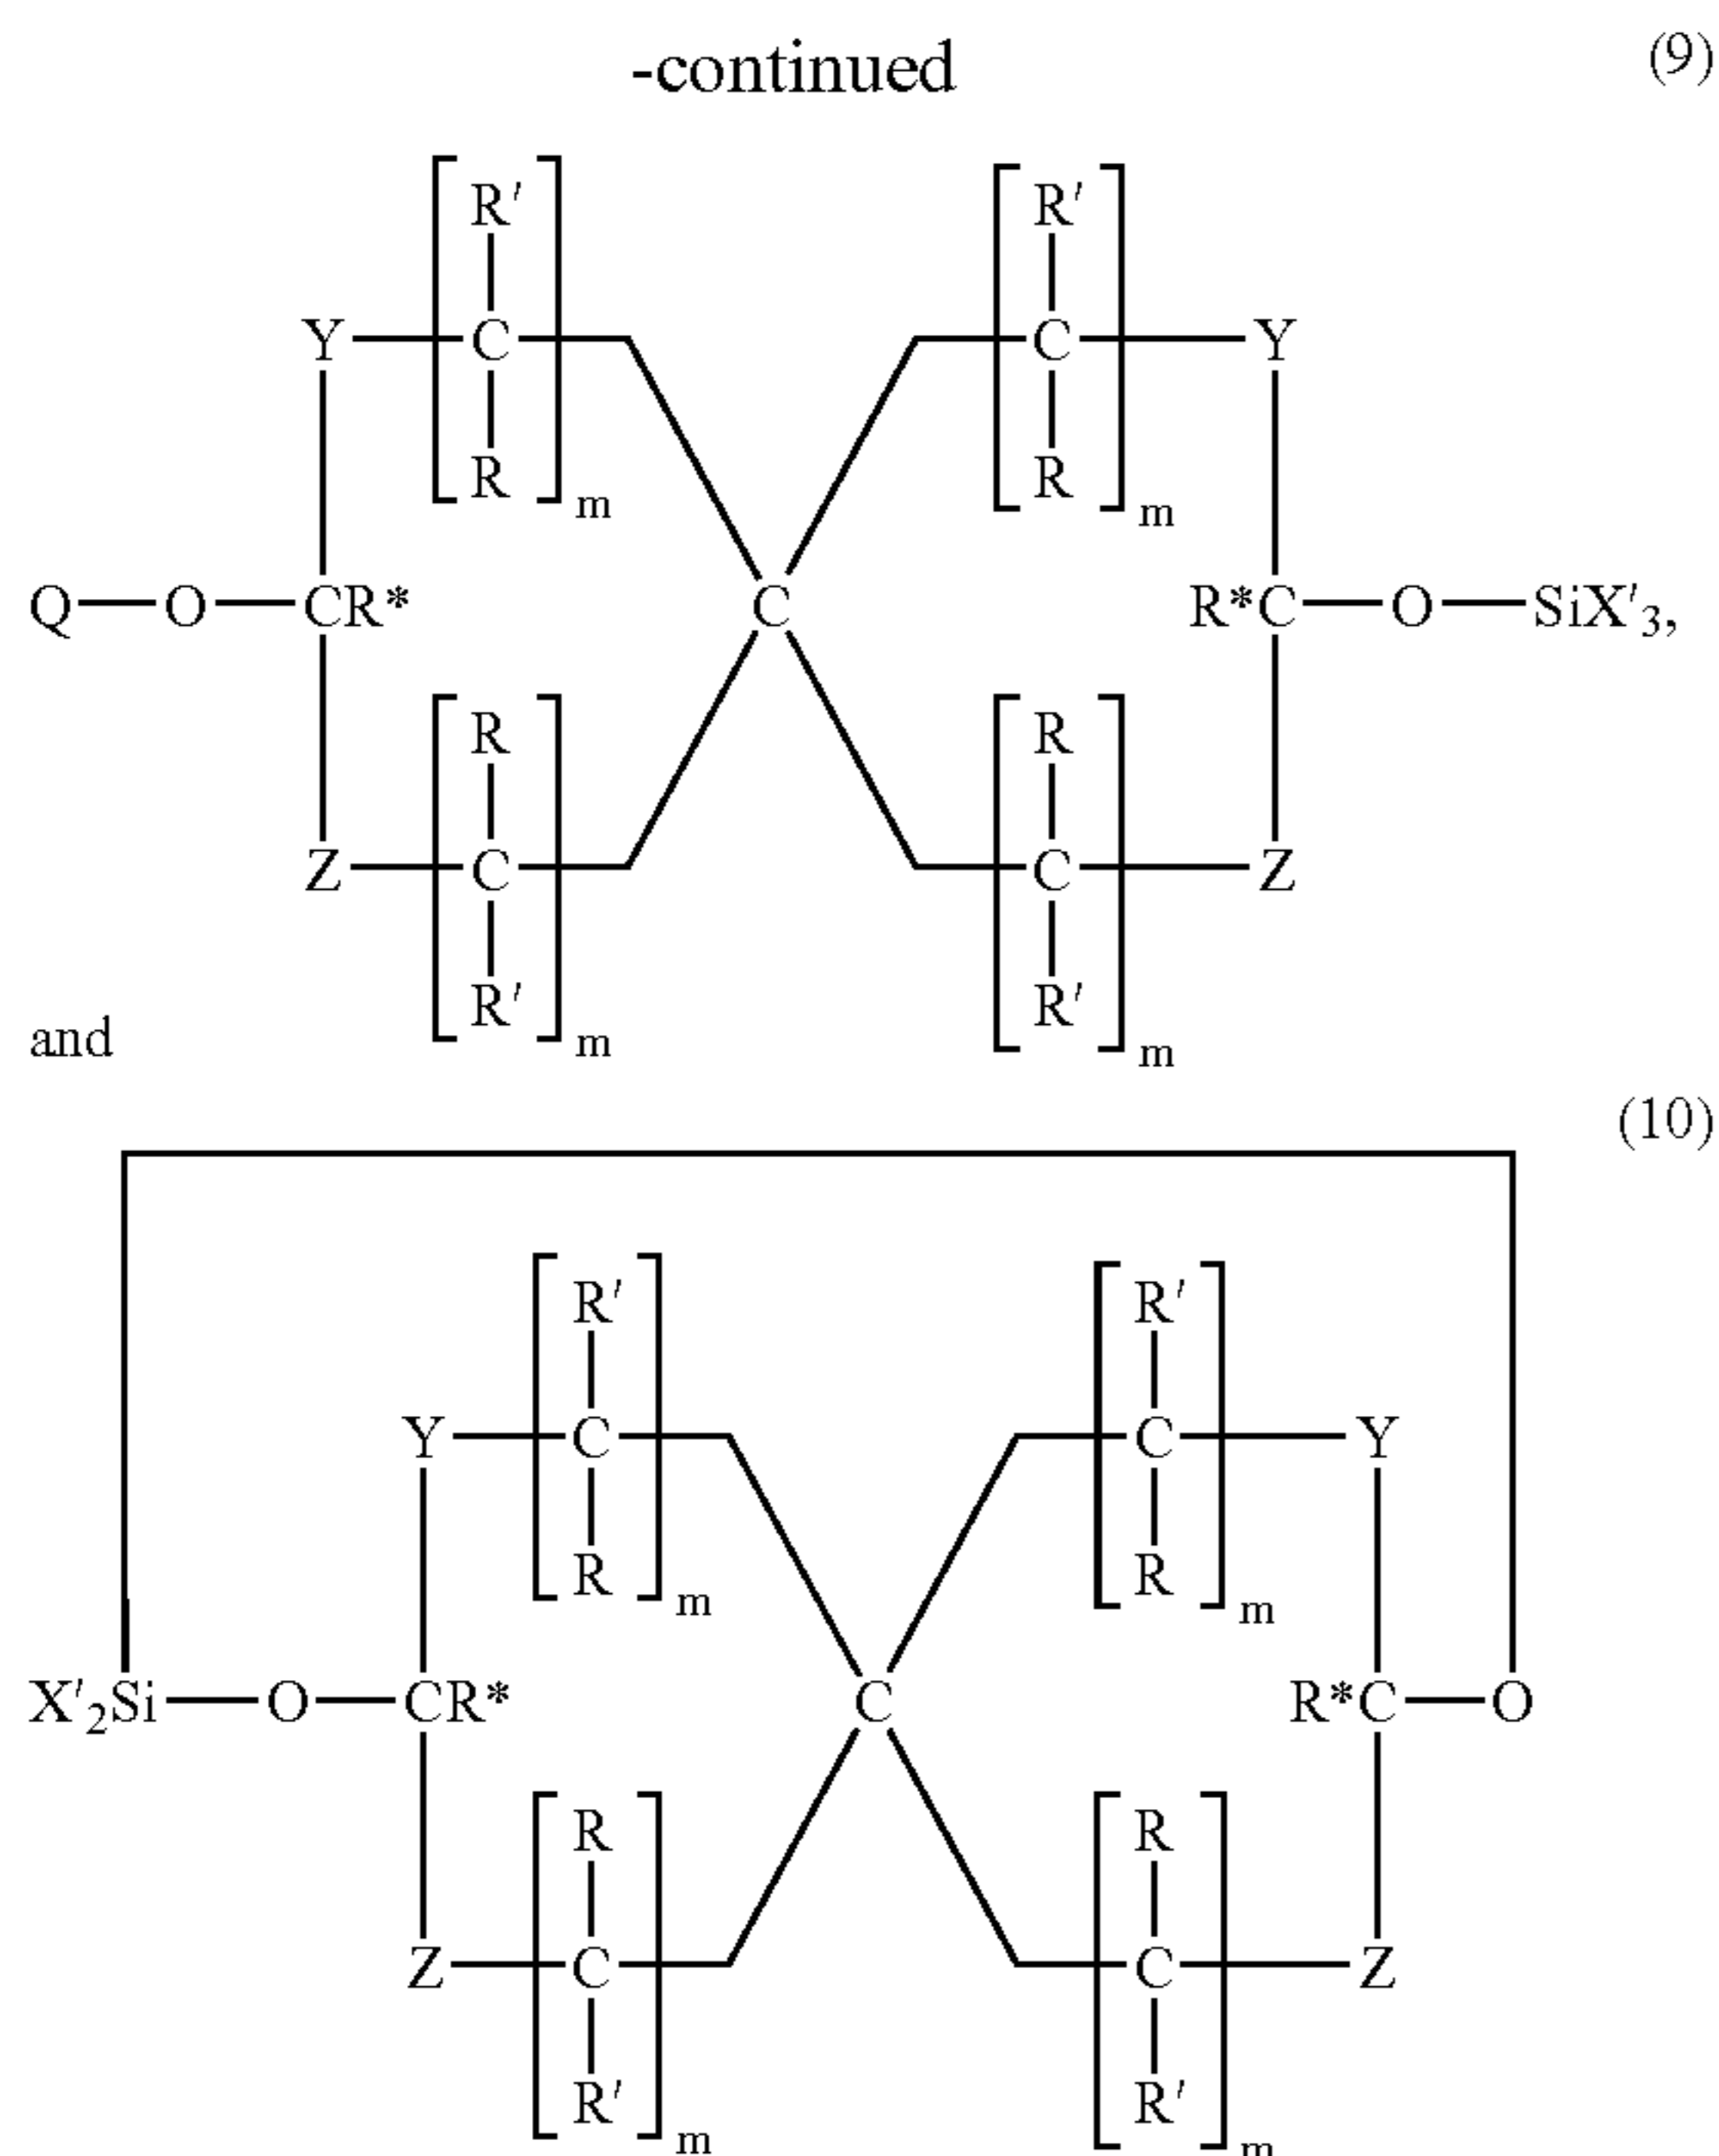 -continued (9)
R′ R′
Y C C Y
R R
m m
Q—O—CR* C R*C—O—SiX′₃,
R R
Z C C Z
R′ R′
and m m
(10)
R′ R′
Y C C Y
R R
m m
X′₂Si—O—CR* C R*C—O
R R
Z C C Z
R′ R′
m m